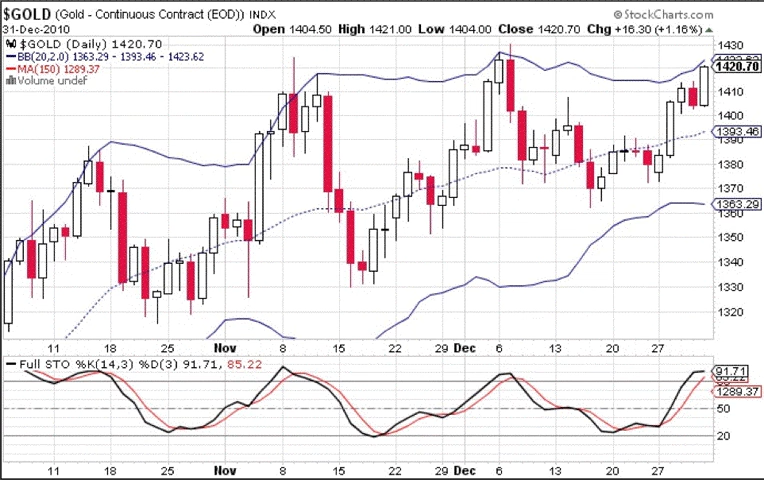 $GOLD (Gold - Continuous Contract (EOD)) INDX
© StockCharts.com
31-Dec-2010
Open 1404.50 High 1421.00 Low 1404.00 Close 1420.70 Chg +16.30 (+1.16%)
$GOLD (Daily) 1420.70
BB(20,2.0) 1363.29 - 1393.46 - 1423.62
MA(150) 1289.37
Volume undef
1430
1423.62
1420.70
1410
1400
1393.46
1390
1380
1370
1363.29
1360
1350
1340
1330
1320
11 18 25 Nov 8 15 22 29 Dec 6 13 20 27
Full STO %K(14,3) %D(3) 91.71, 85.22
91.71
85.22
1289.37
50
20
11 18 25 Nov 8 15 22 29 Dec 6 13 20 27